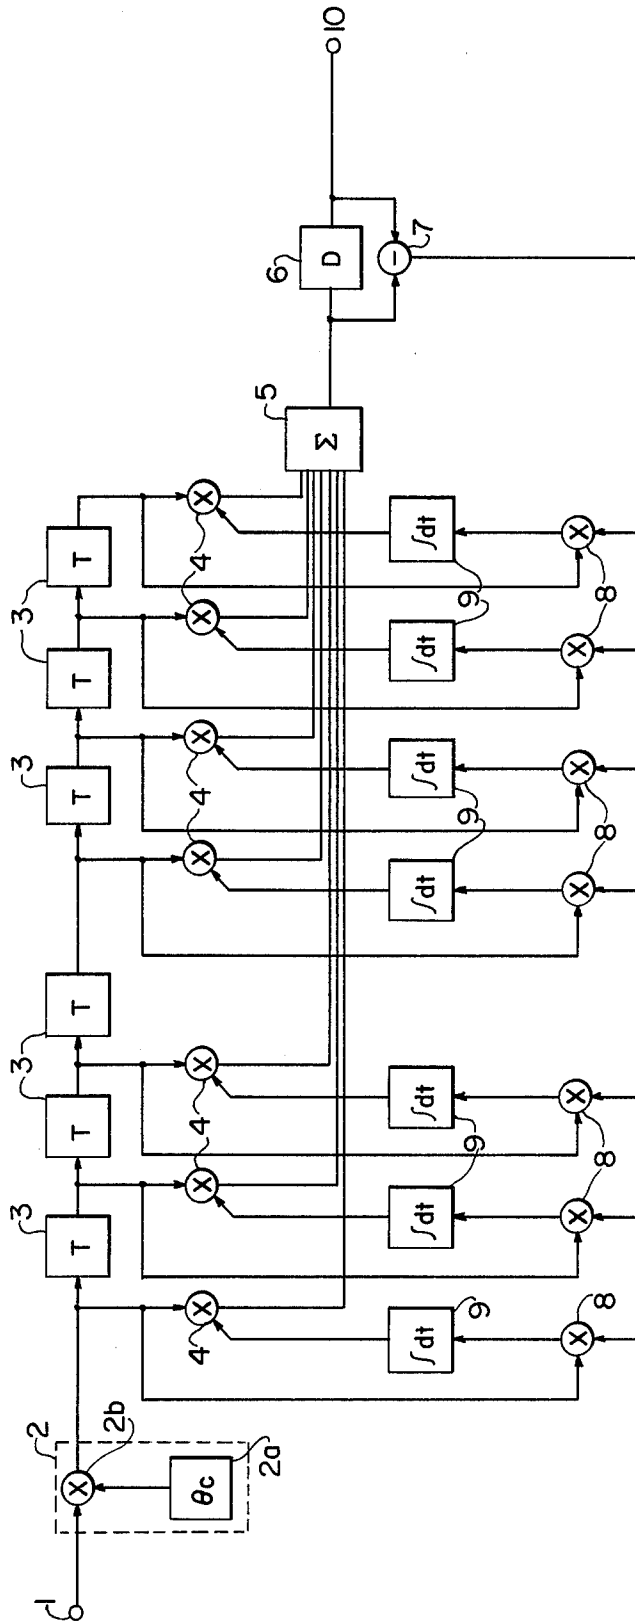 3 3 3 3
T T T T T T
2
2b
1
X
θc
2a
X X X X X X X
4 4 4 4
5
Σ
6
D
10
−
7
∫dt ∫dt ∫dt ∫dt ∫dt ∫dt ∫dt
9 9 9 9
X X X X X X X
8 8 8 8